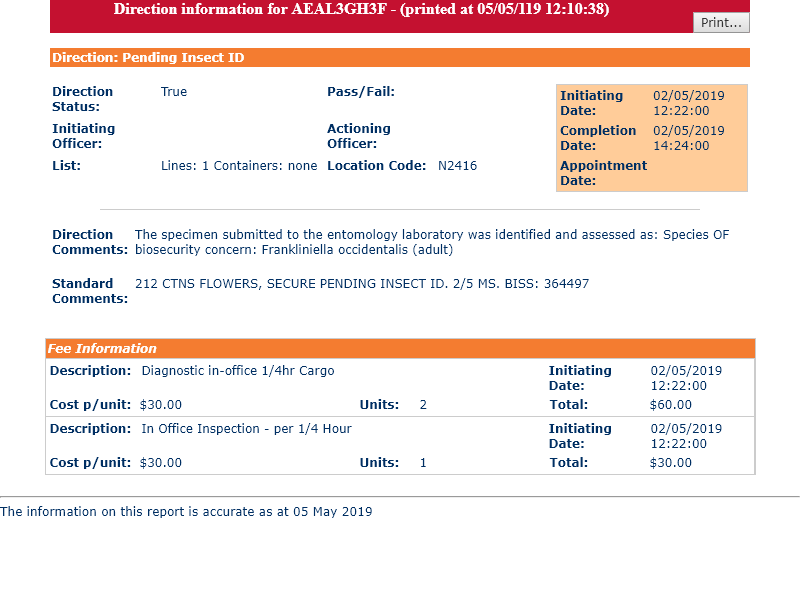 Direction information for AEAL3GH3F - (printed at 05/05/119 12:10:38)
Print...
Direction: Pending Insect ID
Direction Status: True Pass/Fail:
Initiating Officer: Actioning Officer:
List: Lines: 1 Containers: none Location Code: N2416
Initiating Date: 02/05/2019 12:22:00
Completion Date: 02/05/2019 14:24:00
Appointment Date:
Direction Comments: The specimen submitted to the entomology laboratory was identified and assessed as: Species OF
biosecurity concern: Frankliniella occidentalis (adult)
Standard Comments: 212 CTNS FLOWERS, SECURE PENDING INSECT ID. 2/5 MS. BISS: 364497
Fee Information
Description: Diagnostic in-office 1/4hr Cargo Initiating Date: 02/05/2019 12:22:00
Cost p/unit: $30.00 Units: 2 Total: $60.00
Description: In Office Inspection - per 1/4 Hour Initiating Date: 02/05/2019 12:22:00
Cost p/unit: $30.00 Units: 1 Total: $30.00
The information on this report is accurate as at 05 May 2019